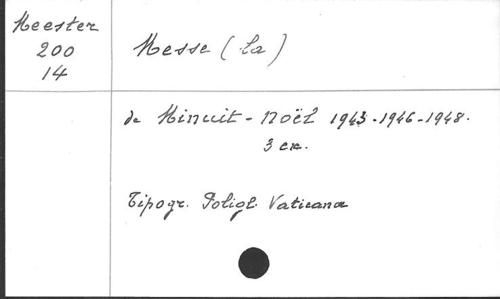 Meester
200
14
Messe (La)
de Minuit - Noël 1943-1946-1948.
3 ex.
Tipogr. Poligl. Vaticana